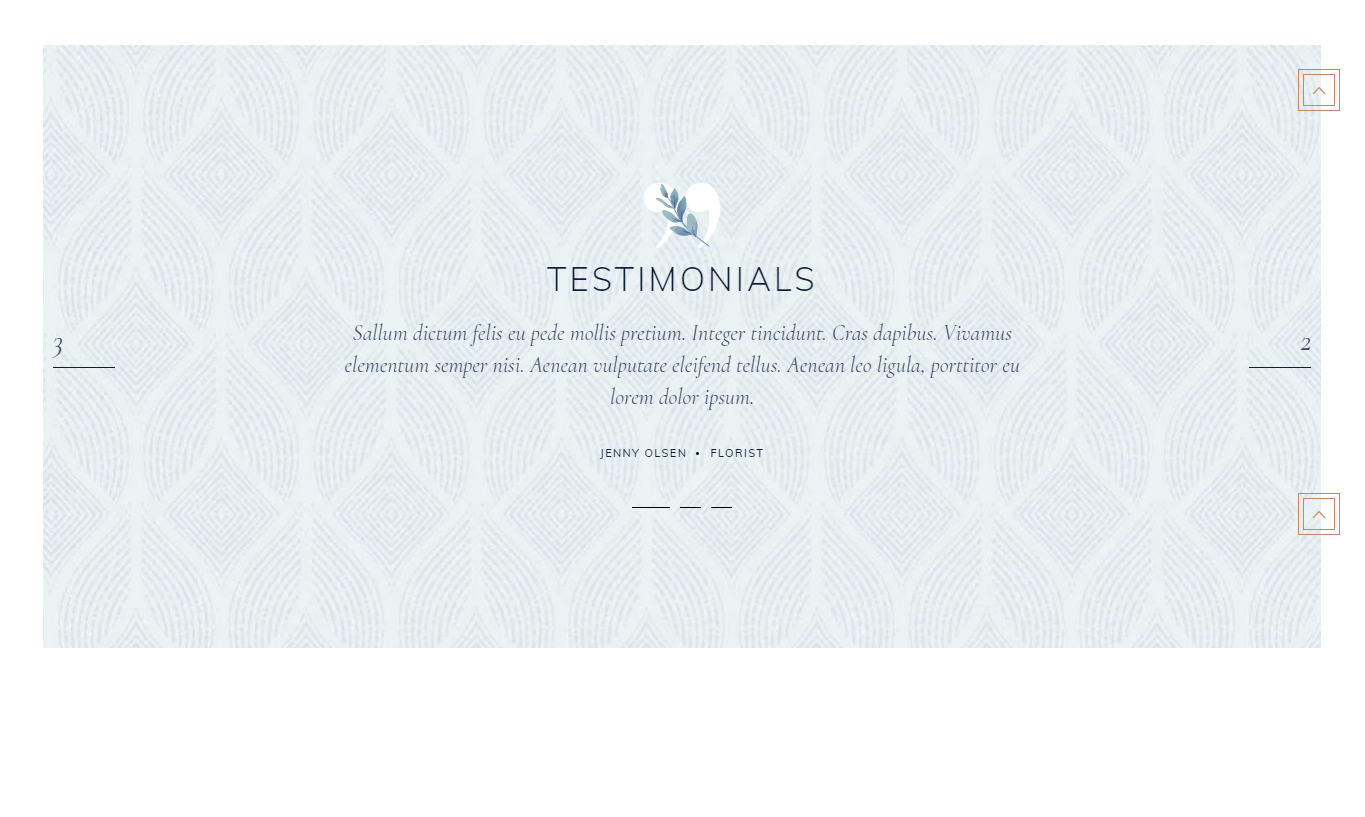 TESTIMONIALS
Sallum dictum felis eu pede mollis pretium. Integer tincidunt. Cras dapibus. Vivamus
elementum semper nisi. Aenean vulputate eleifend tellus. Aenean leo ligula, porttitor eu
lorem dolor ipsum.
3
2
JENNY OLSEN • FLORIST